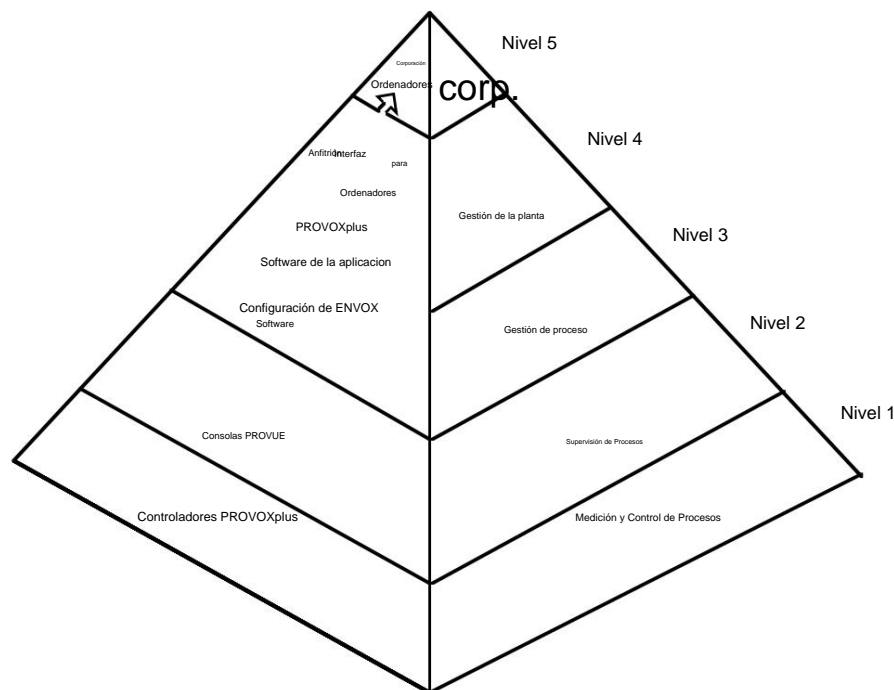 Nivel 5
Corporación
Ordenadores
corp.
Nivel 4
Anfitrión
Interfaz
para
Ordenadores
Gestión de la planta
PROVOXplus
Nivel 3
Software de la aplicacion
Configuración de ENVOX
Software
Gestión de proceso
Nivel 2
Consolas PROVUE
Supervisión de Procesos
Nivel 1
Controladores PROVOXplus
Medición y Control de Procesos